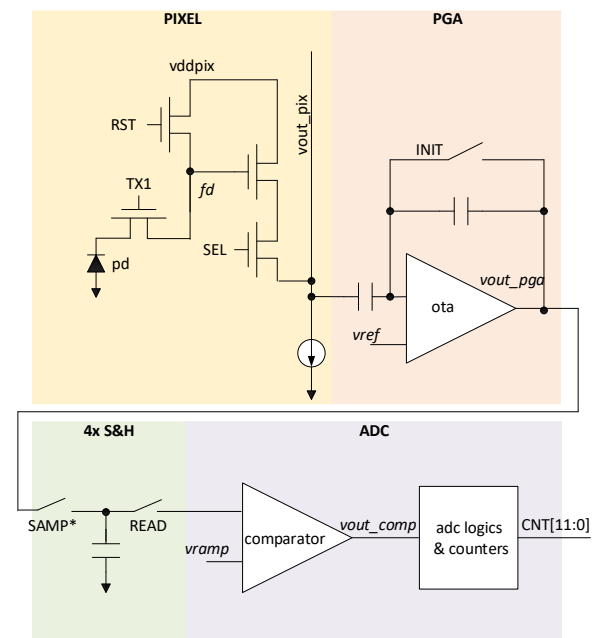 PIXEL
PGA
vddpix
RST
vout_pix
INIT
fd
TX1
SEL
pd
vout_pga
ota
vref
4x S&H
ADC
SAMP*
READ
vramp
comparator
vout_comp
adc logics
& counters
CNT[11:0]